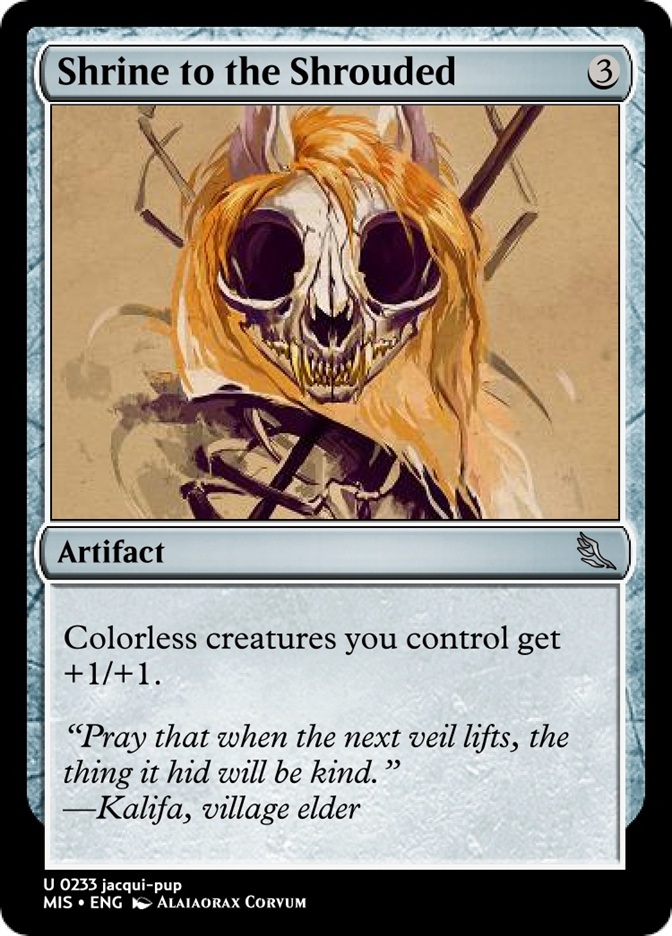 Shrine to the Shrouded
3
Artifact
Colorless creatures you control get
+1/+1.
“Pray that when the next veil lifts, the
thing it hid will be kind.”
—Kalifa, village elder
U 0233 jacqui-pup
MIS • ENG Alaiaorax Corvum